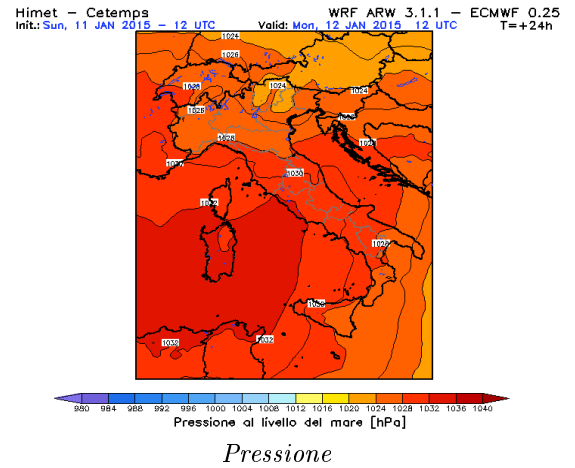 Himet – Cetemps WRF ARW 3.1.1 – ECMWF 0.25
Init.: Sun, 11 JAN 2015 – 12 UTC Valid: Mon, 12 JAN 2015 12 UTC T=+24h
1024
1026
1028
1024
1024
1026
1028
1030
1032
1032
1032
980 984 988 992 996 1000 1004 1008 1012 1016 1020 1024 1028 1032 1036 1040
Pressione al livello del mare [hPa]
Pressione